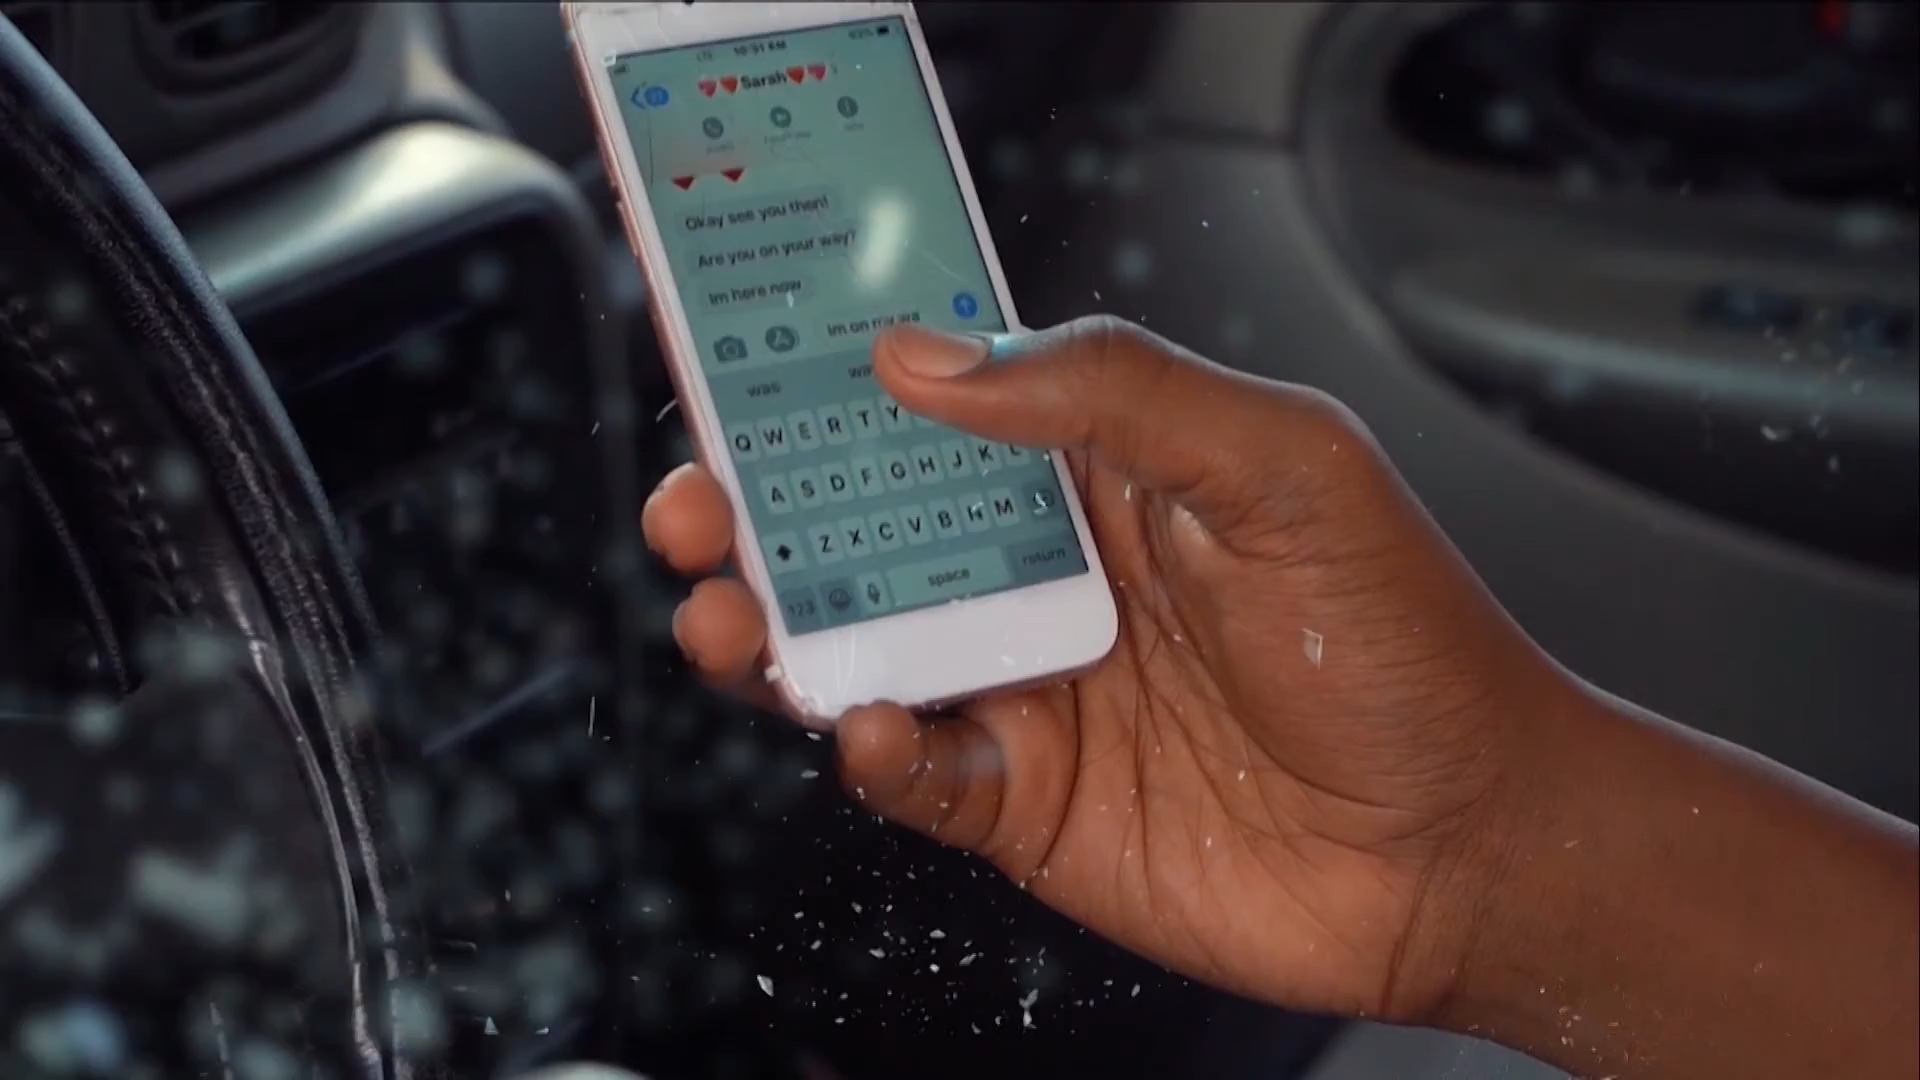 Sarah
Okay see you then!
Are you on your way?
Im here now
Im on my wa
was
Q W E R T Y
A S D F G H J K L
Z X C V B N M
123
space
return